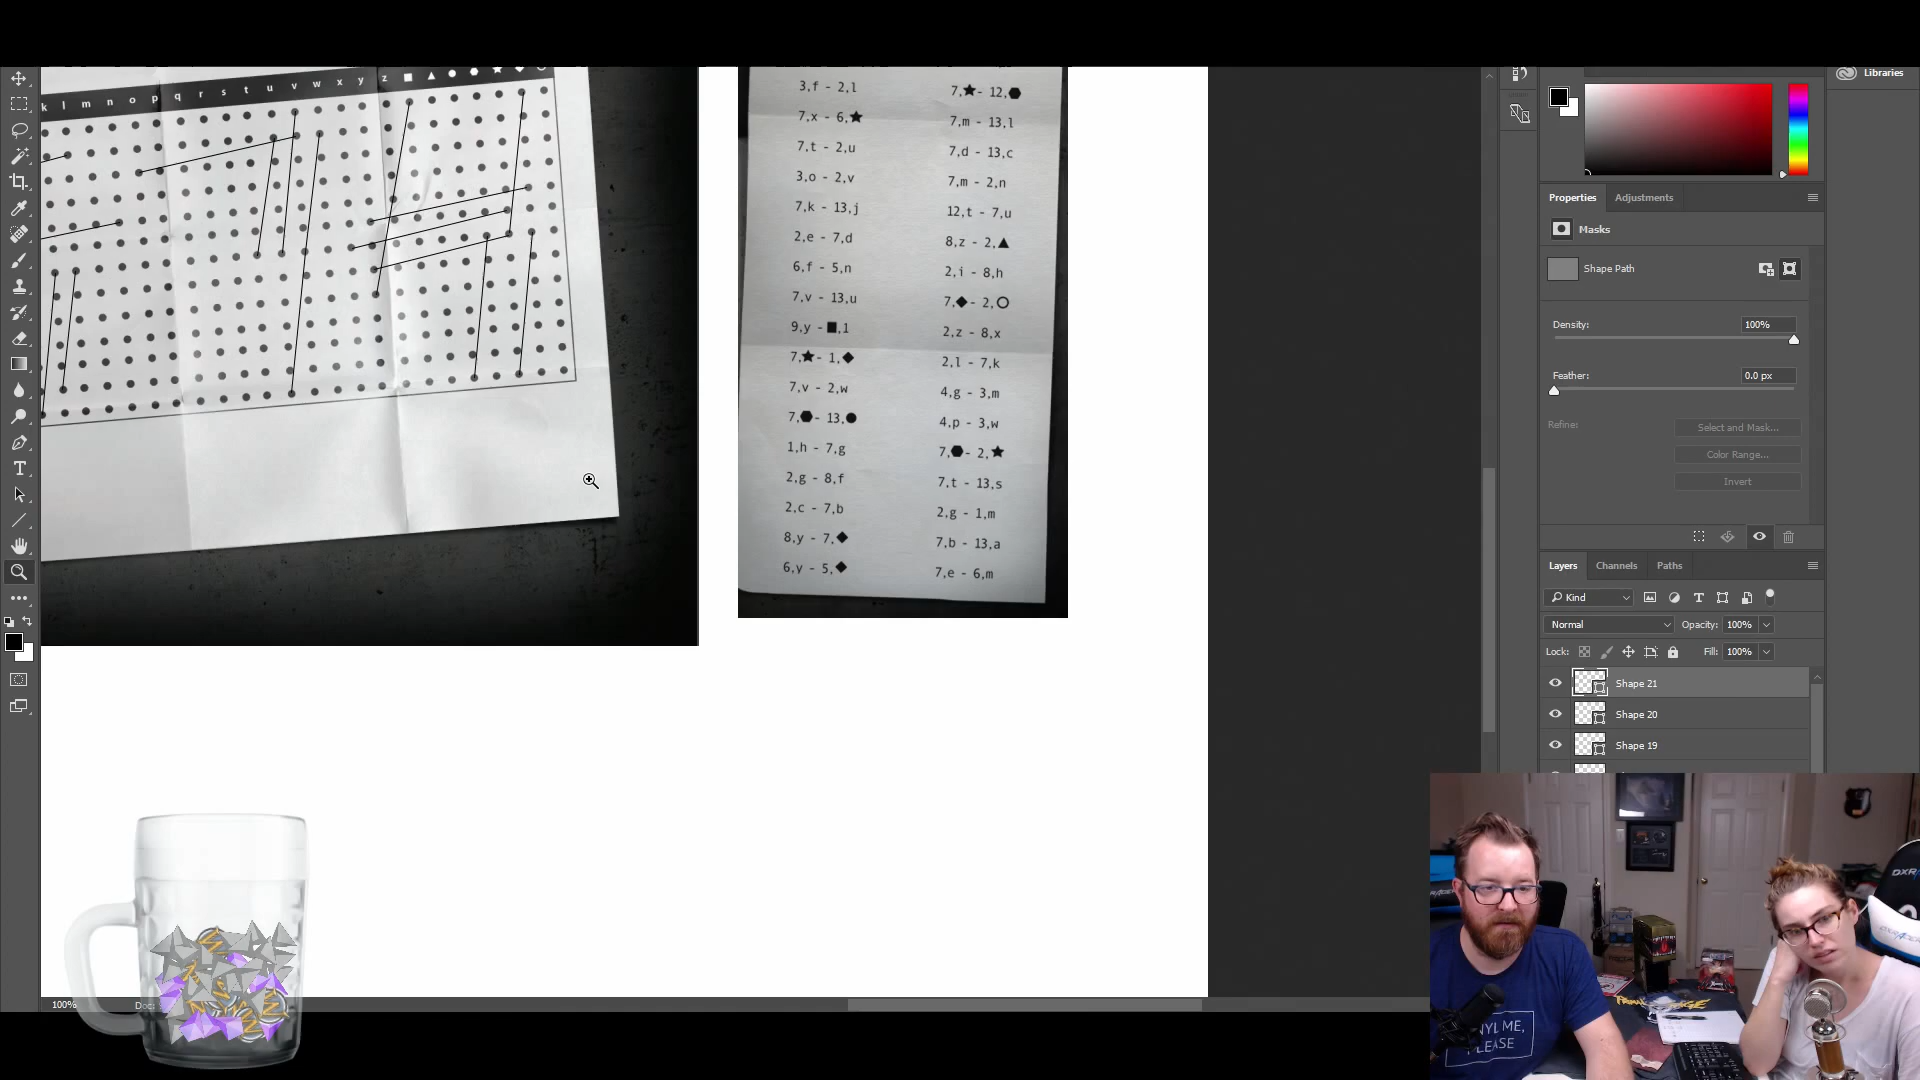 Libraries
k l m n o p q r s t u v w x y z
3,f - 2,l
7,x - 6,★
7,t - 2,u
3,o - 2,v
7,k - 13,j
2,e - 7,d
6,f - 5,n
7,v - 13,u
9,y - ■,1
7,★- 1,◆
7,v - 2,w
7,⬢- 13,●
1,h - 7,g
2,g - 8,f
2,c - 7,b
8,y - 7,◆
6,y - 5,◆
7,★- 12,⬢
7,m - 13,l
7,d - 13,c
7,m - 2,n
12,t - 7,u
8,z - 2,▲
2,i - 8,h
7,◆- 2,○
2,z - 8,x
2,l - 7,k
4,g - 3,m
4,p - 3,w
7,⬢- 2,★
7,t - 13,s
2,g - 1,m
7,b - 13,a
7,e - 6,m
Properties Adjustments
Masks
Shape Path
Density: 100%
Feather: 0.0 px
Refine: Select and Mask...
Color Range...
Invert
Layers Channels Paths
Kind
Normal Opacity: 100%
Lock: Fill: 100%
Shape 21
Shape 20
Shape 19
100%
DXR
PLEASE